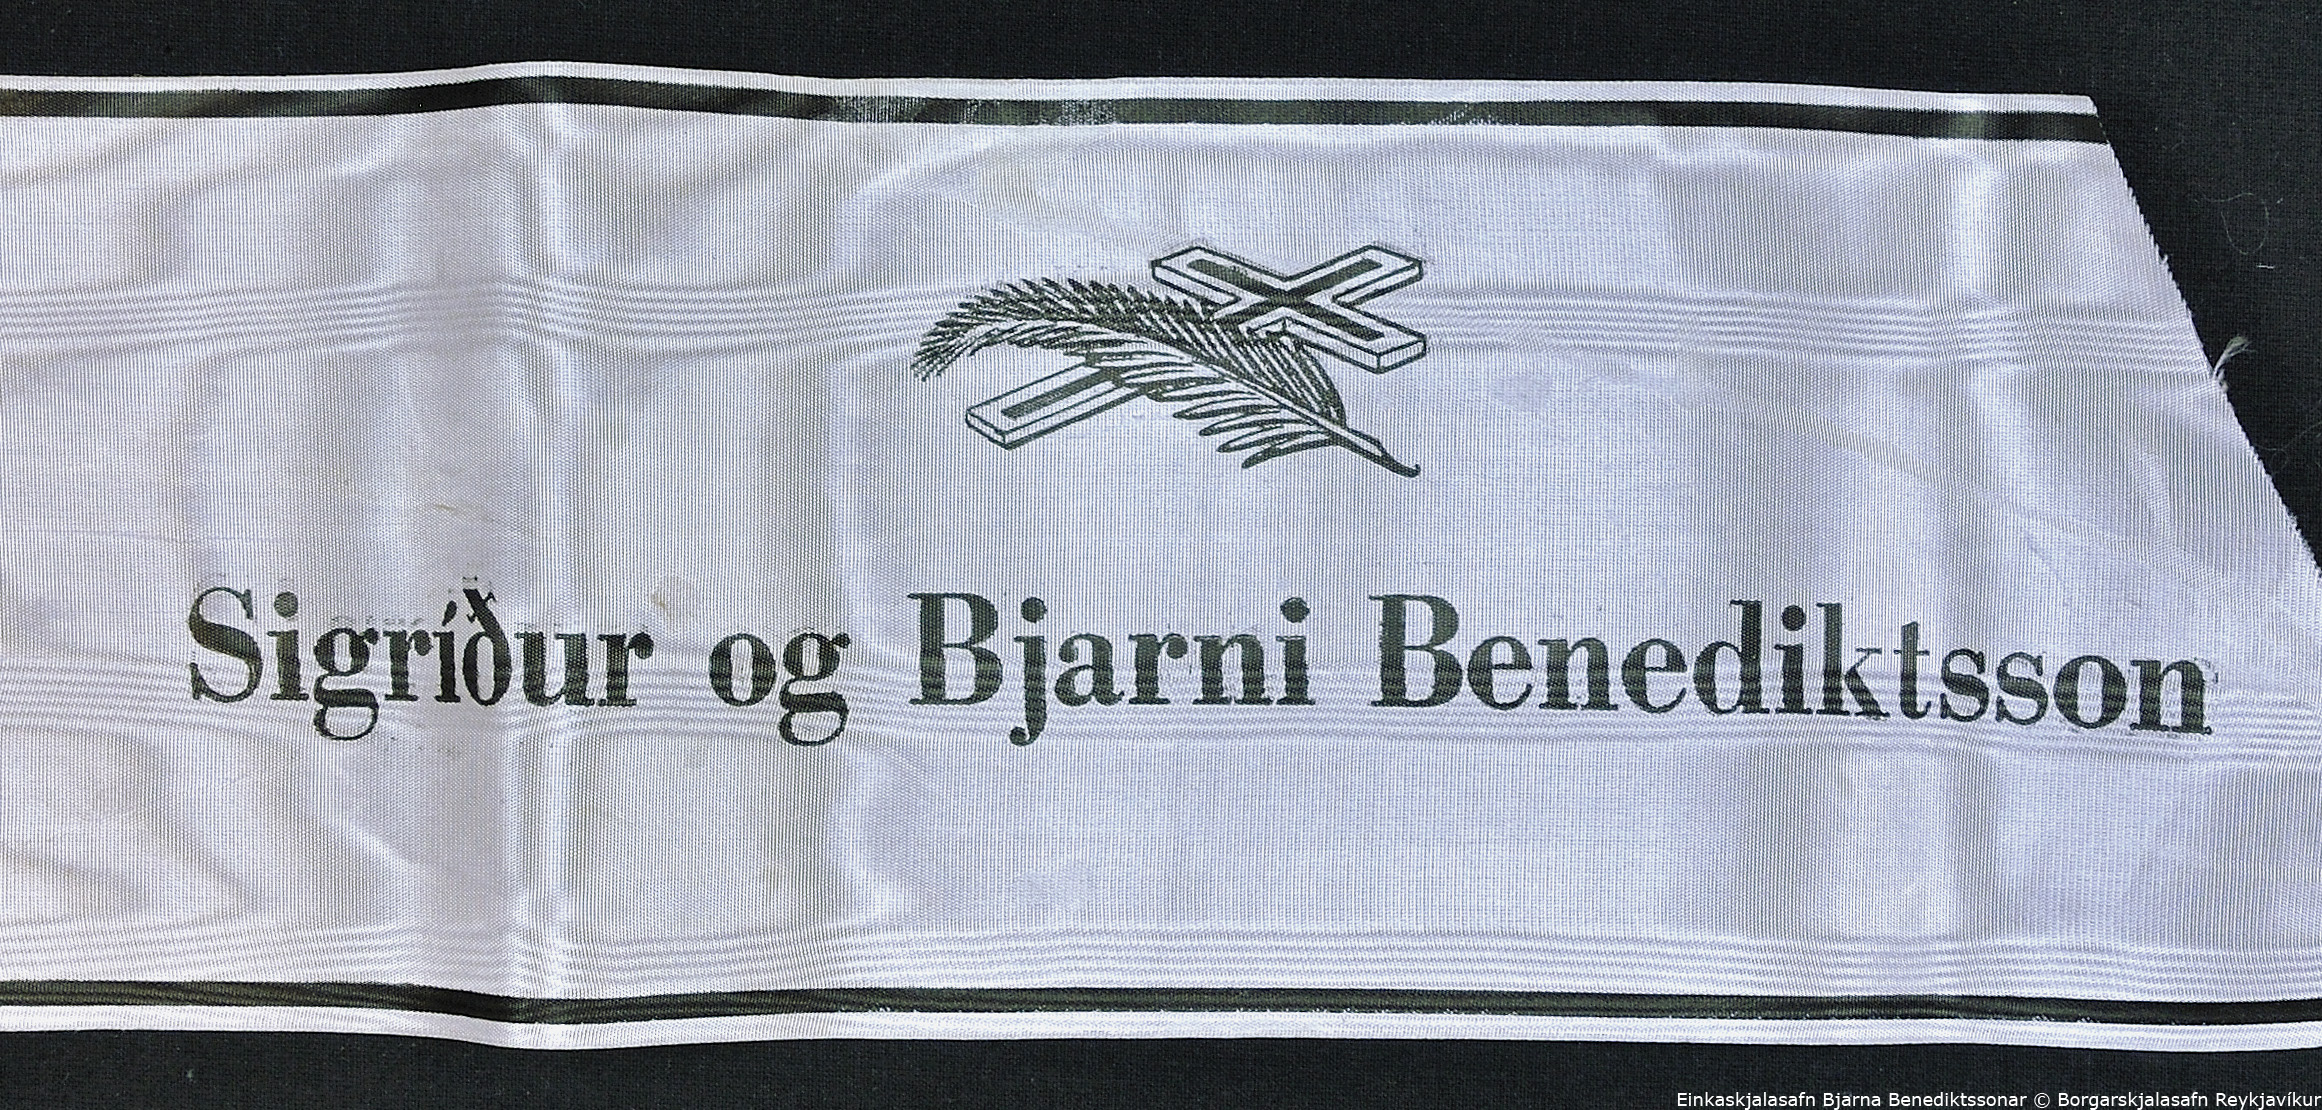 Sigríður og Bjarni Benediktsson
Einkaskjalasafn Bjarna Benediktssonar © Borgarskjalasafn Reykjavíkur